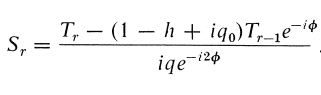 S_r = \frac{T_r - (1 - h + iq_0)T_{r-1}e^{-i\phi}}{iqe^{-i2\phi}}.